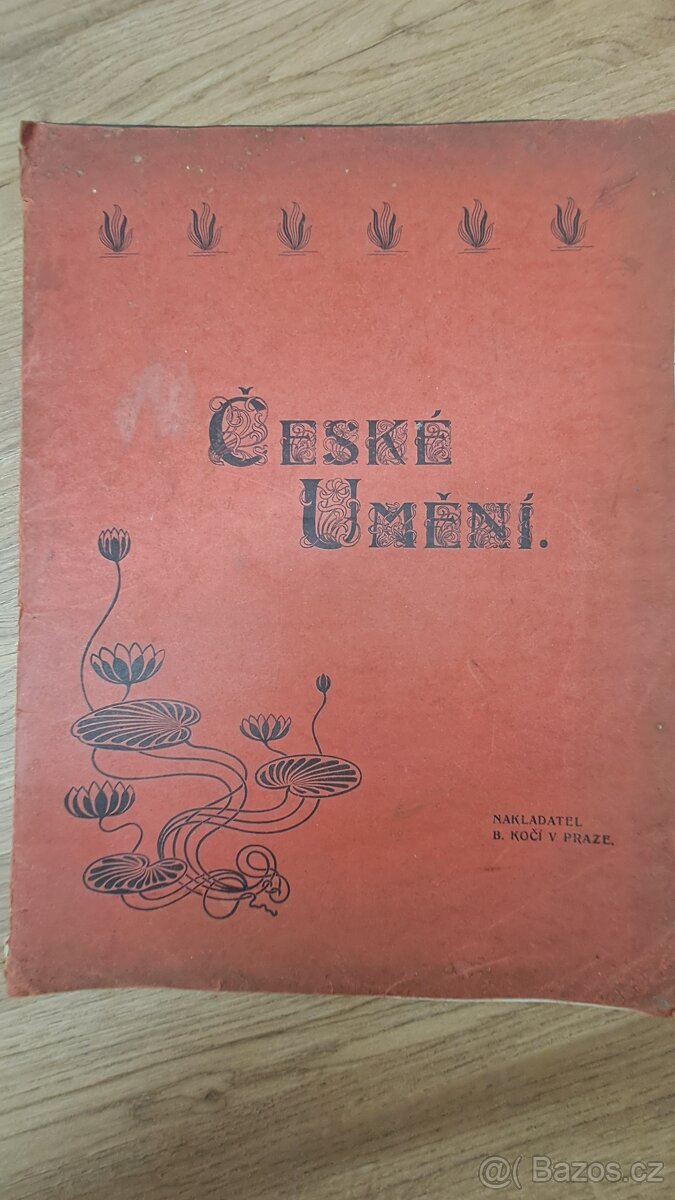 České
Umění.
NAKLADATEL
B. KOČÍ V PRAZE.
@( Bazos.cz